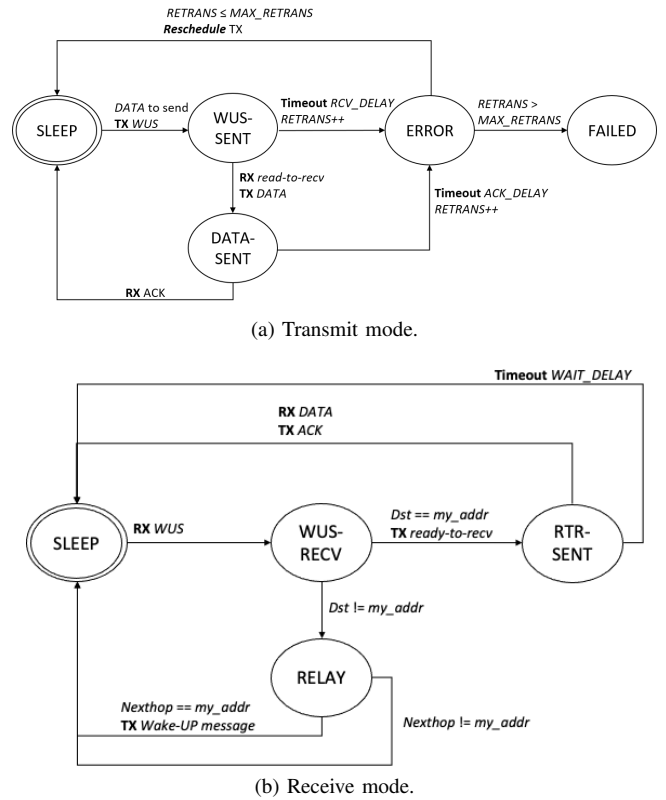 RETRANS ≤ MAX_RETRANS
Reschedule TX
SLEEP
DATA to send
TX WUS
WUS-
SENT
Timeout RCV_DELAY
RETRANS++
ERROR
RETRANS >
MAX_RETRANS
FAILED
RX read-to-recv
TX DATA
Timeout ACK_DELAY
RETRANS++
DATA-
SENT
RX ACK
(a) Transmit mode.
Timeout WAIT_DELAY
RX DATA
TX ACK
SLEEP
RX WUS
WUS-
RECV
Dst == my_addr
TX ready-to-recv
RTR-
SENT
Dst != my_addr
RELAY
Nexthop == my_addr
TX Wake-UP message
Nexthop != my_addr
(b) Receive mode.